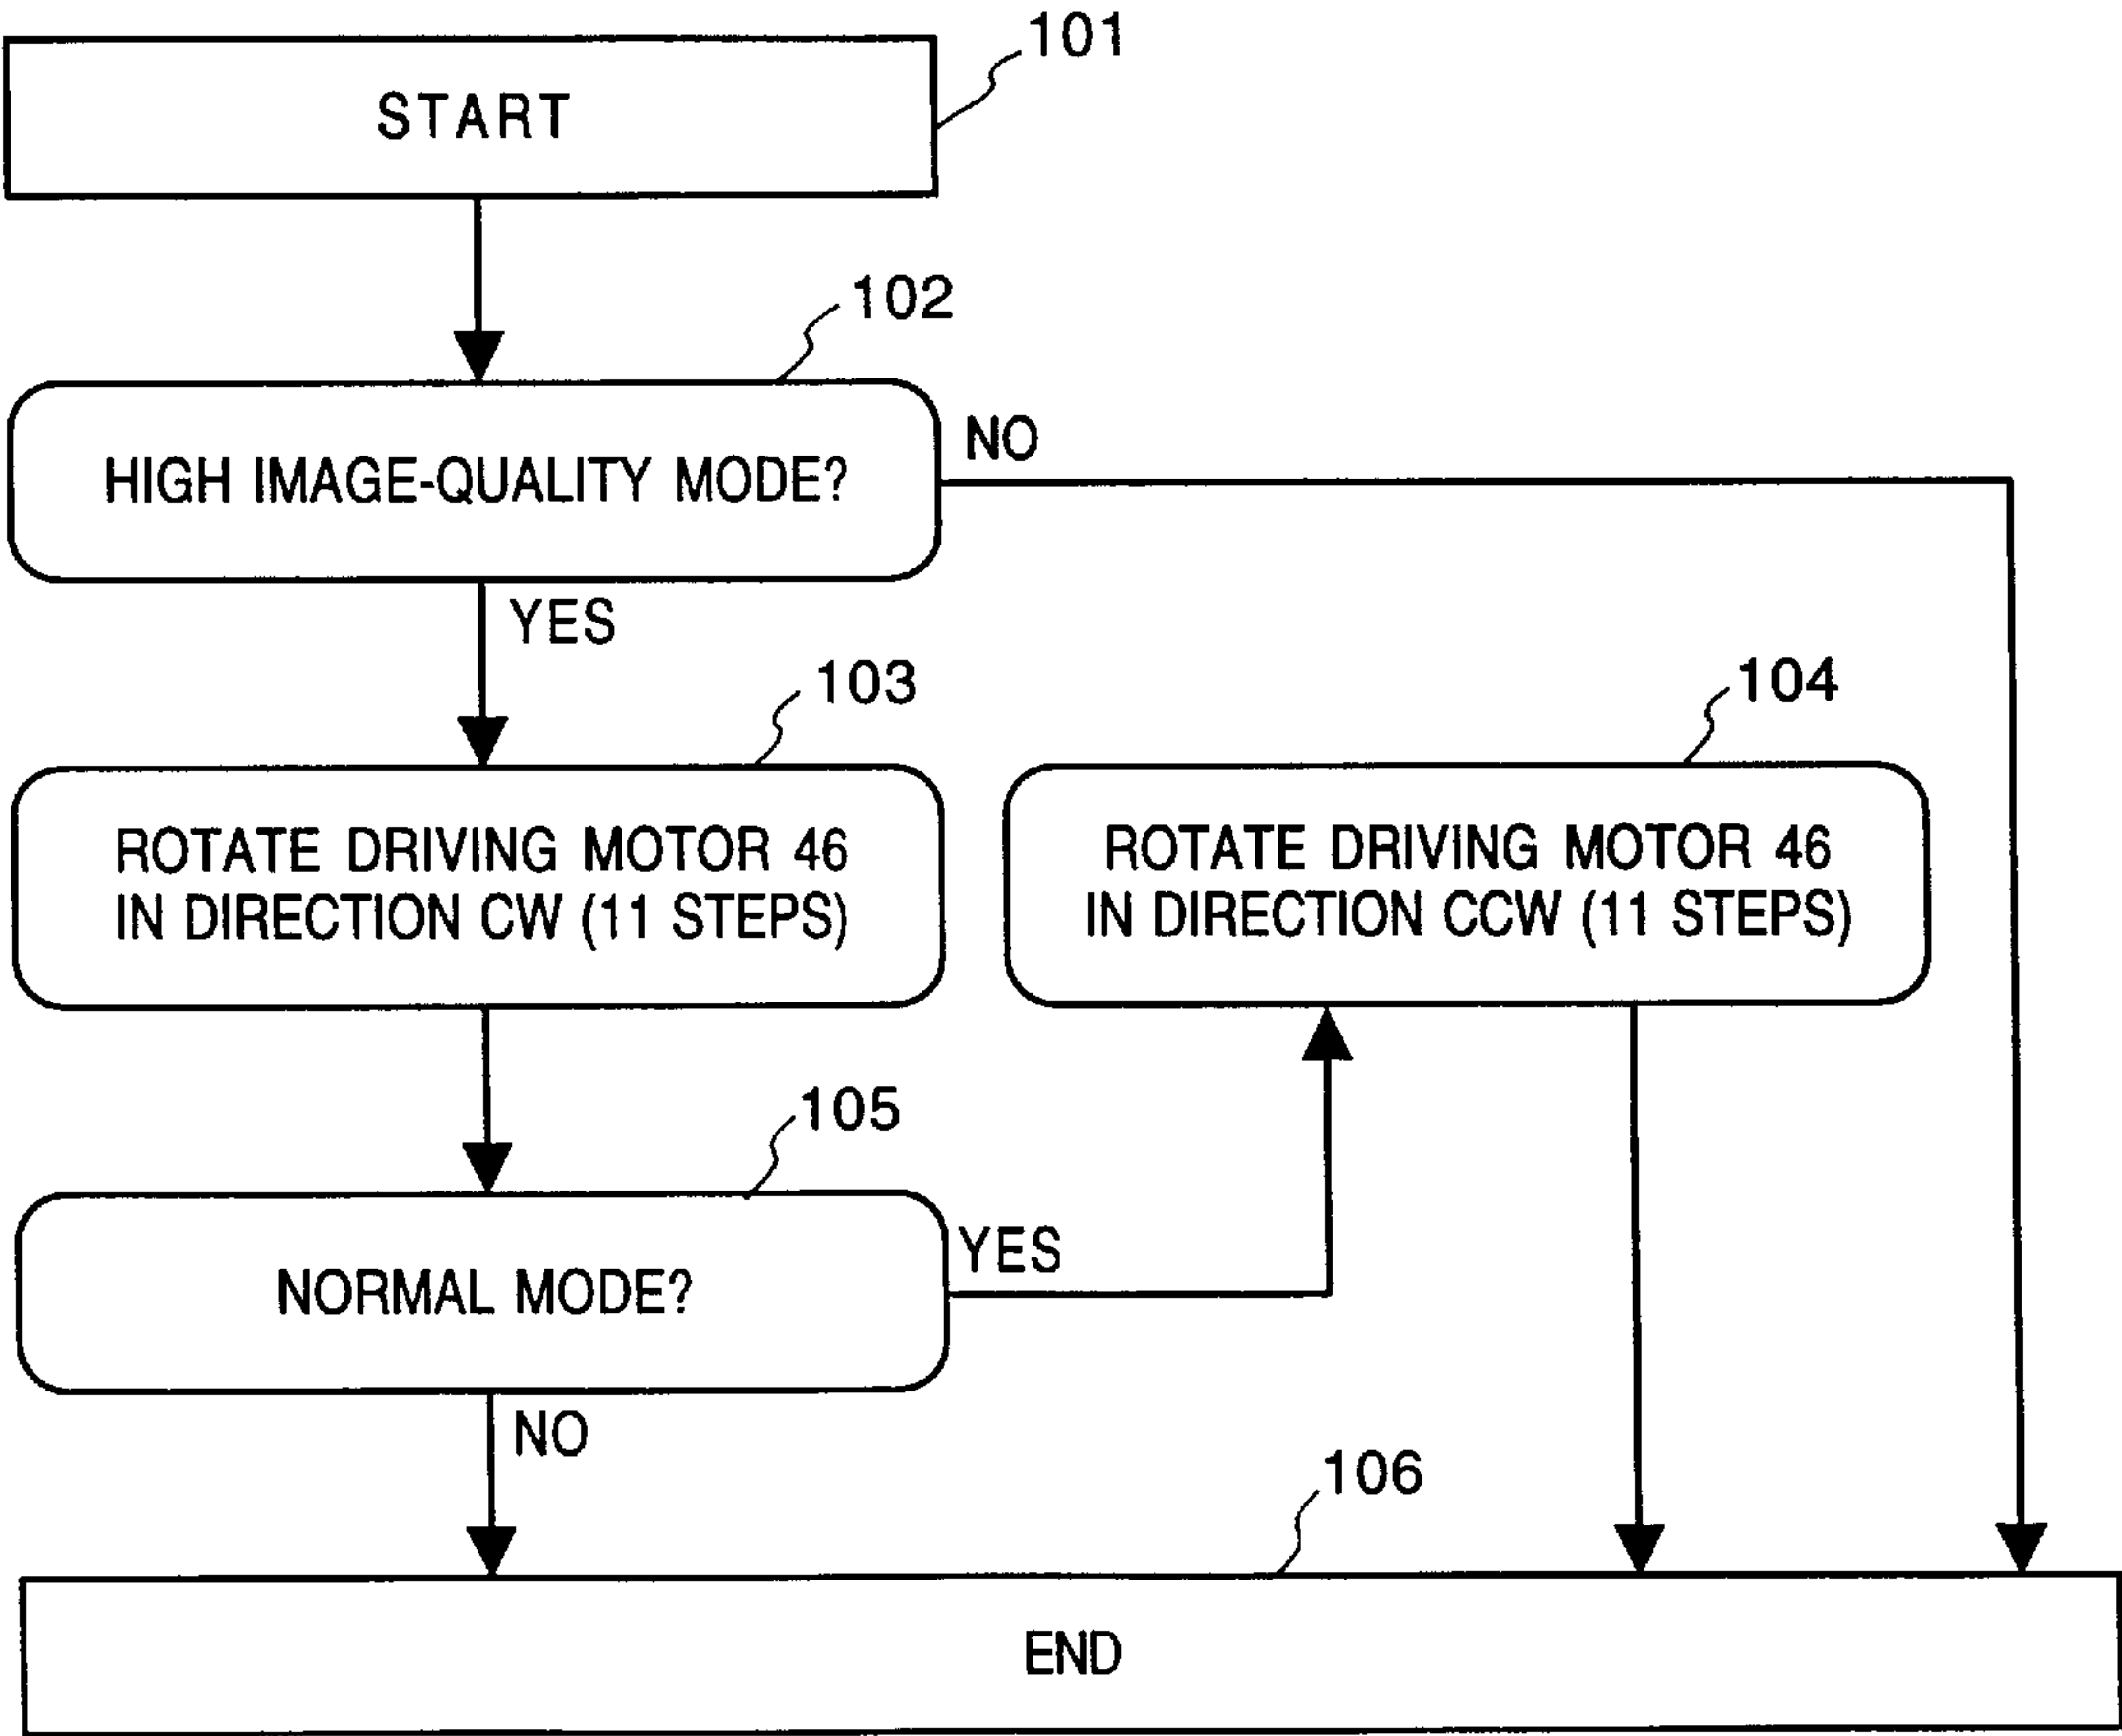 101
START
102
HIGH IMAGE-QUALITY MODE?
NO
YES
103
ROTATE DRIVING MOTOR 46
IN DIRECTION CW (11 STEPS)
104
ROTATE DRIVING MOTOR 46
IN DIRECTION CCW (11 STEPS)
105
NORMAL MODE?
YES
NO
106
END